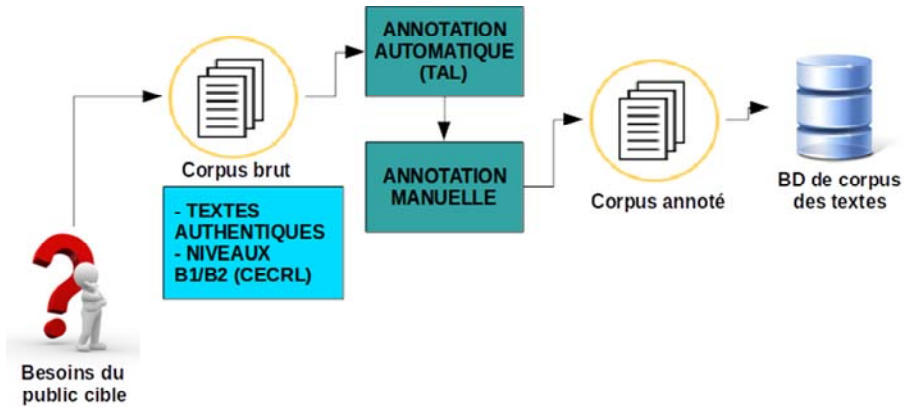 ANNOTATION
AUTOMATIQUE
(TAL)
Corpus brut
- TEXTES
AUTHENTIQUES
- NIVEAUX
B1/B2 (CECRL)
ANNOTATION
MANUELLE
Corpus annoté
BD de corpus
des textes
Besoins du
public cible